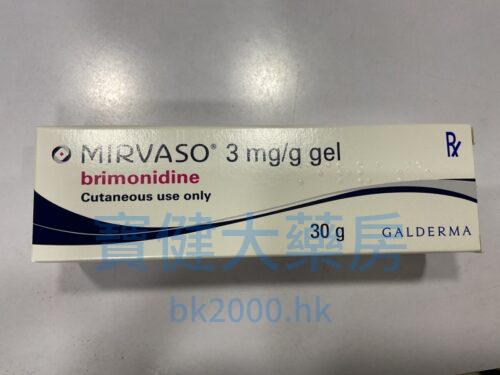 MIRVASO® 3 mg/g gel
Rx
brimonidine
Cutaneous use only
30 g
GALDERMA
寶健大藥房
bk2000.hk